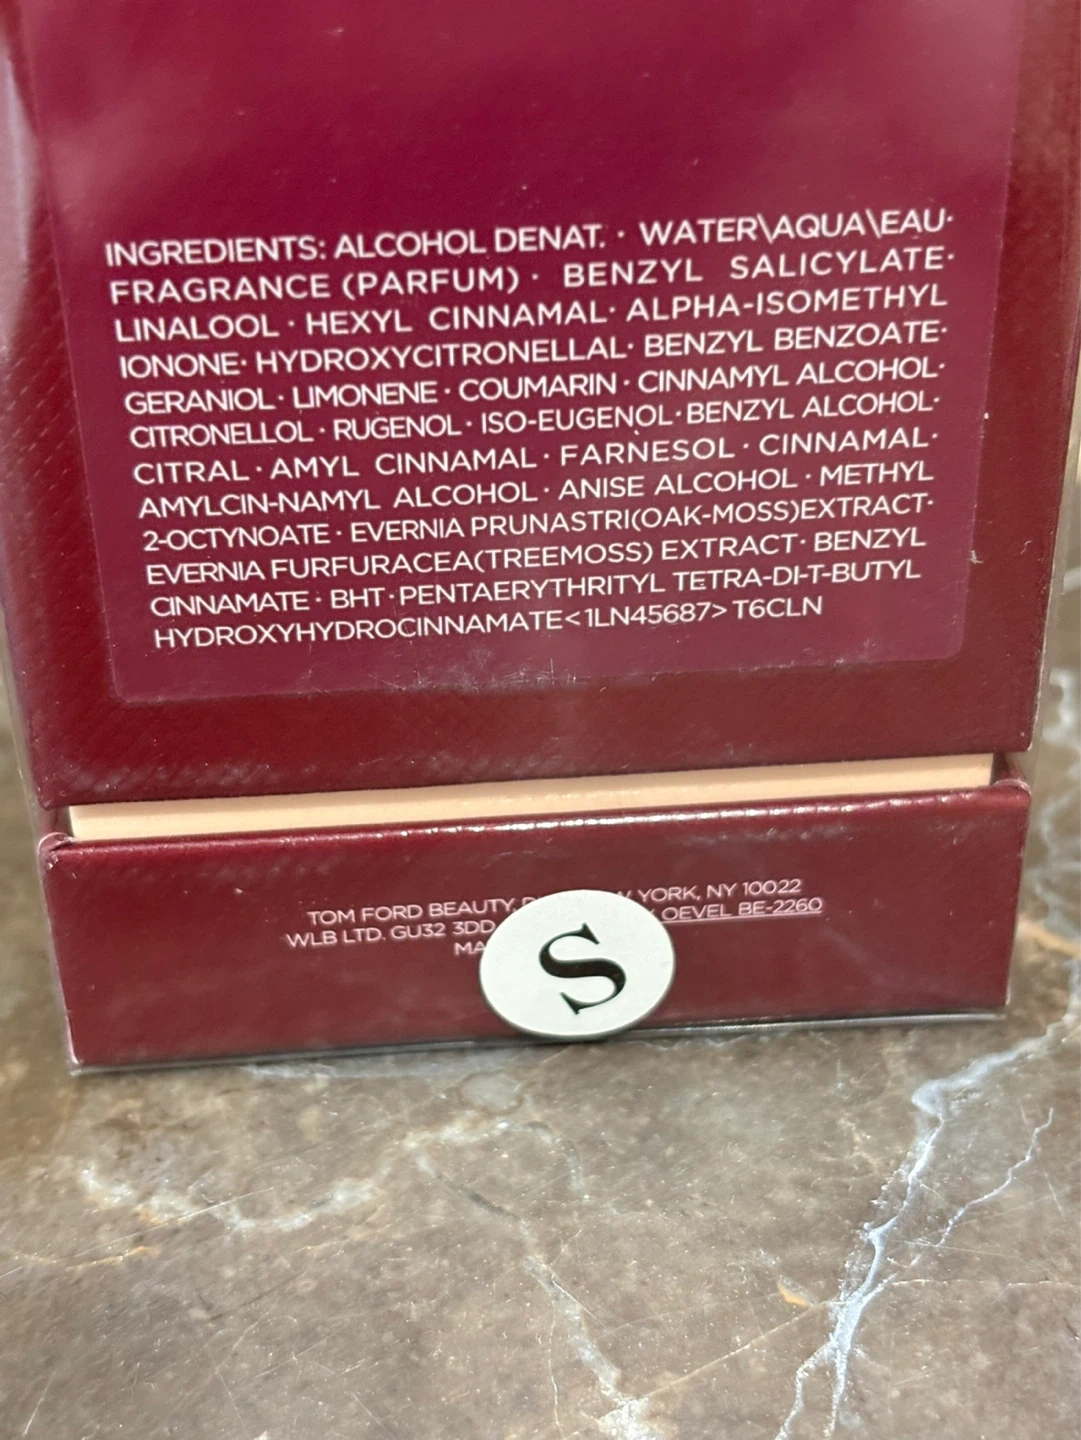 INGREDIENTS: ALCOHOL DENAT. · WATER\AQUA\EAU·
FRAGRANCE (PARFUM) · BENZYL SALICYLATE·
LINALOOL · HEXYL CINNAMAL· ALPHA-ISOMETHYL
IONONE· HYDROXYCITRONELLAL· BENZYL BENZOATE·
GERANIOL· LIMONENE · COUMARIN · CINNAMYL ALCOHOL·
CITRONELLOL · RUGENOL · ISO-EUGENOL · BENZYL ALCOHOL·
CITRAL · AMYL CINNAMAL · FARNESOL · CINNAMAL·
AMYLCIN-NAMYL ALCOHOL · ANISE ALCOHOL · METHYL
2-OCTYNOATE · EVERNIA PRUNASTRI(OAK-MOSS)EXTRACT·
EVERNIA FURFURACEA(TREEMOSS) EXTRACT· BENZYL
CINNAMATE · BHT · PENTAERYTHRITYL TETRA-DI-T-BUTYL
HYDROXYHYDROCINNAMATE<1LN45687> T6CLN
TOM FORD BEAUTY, YORK, NY 10022
WLB LTD. GU32 3DD OEVEL BE-2260
S